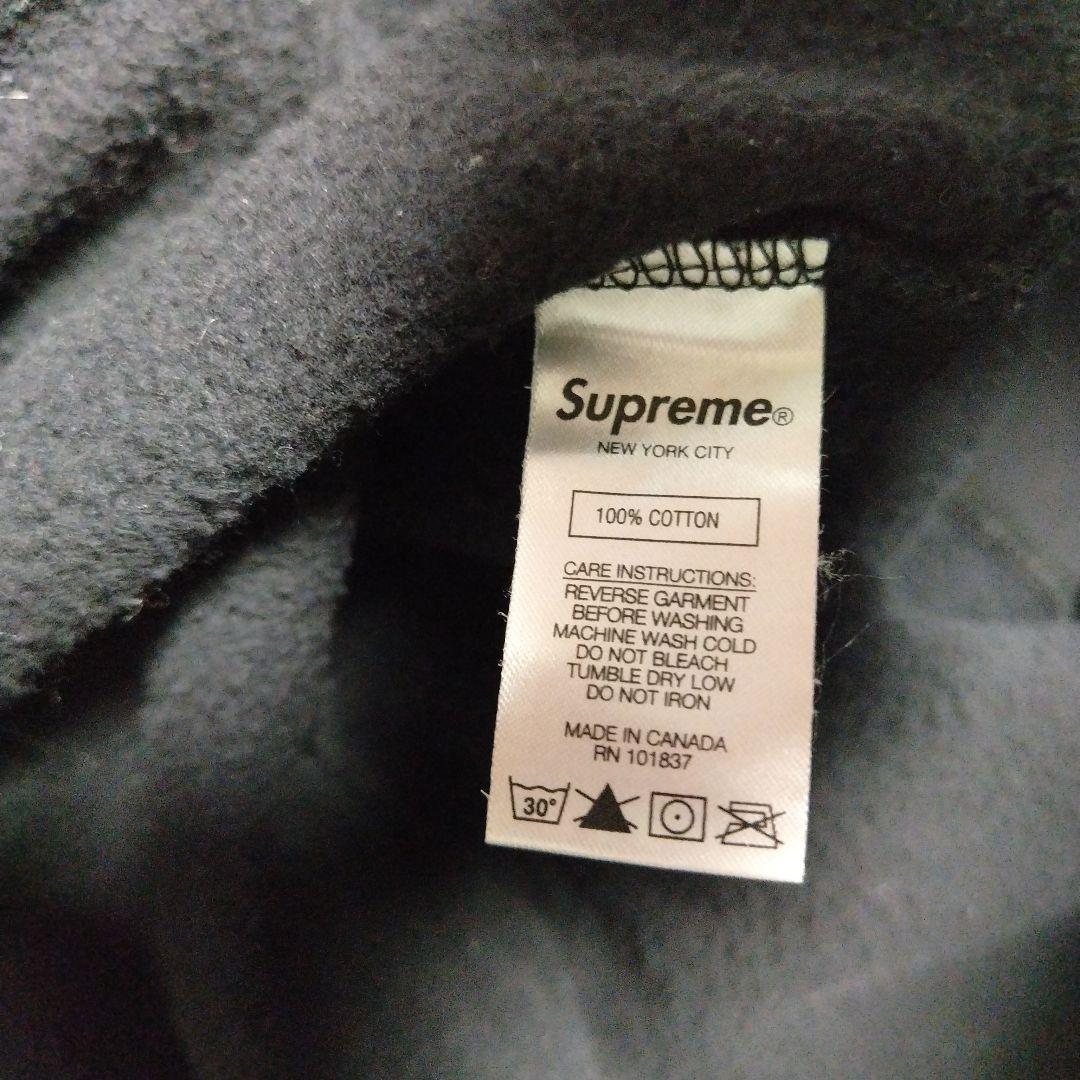 Supreme®
NEW YORK CITY
100% COTTON
CARE INSTRUCTIONS:
REVERSE GARMENT
BEFORE WASHING
MACHINE WASH COLD
DO NOT BLEACH
TUMBLE DRY LOW
DO NOT IRON
MADE IN CANADA
RN 101837
30°